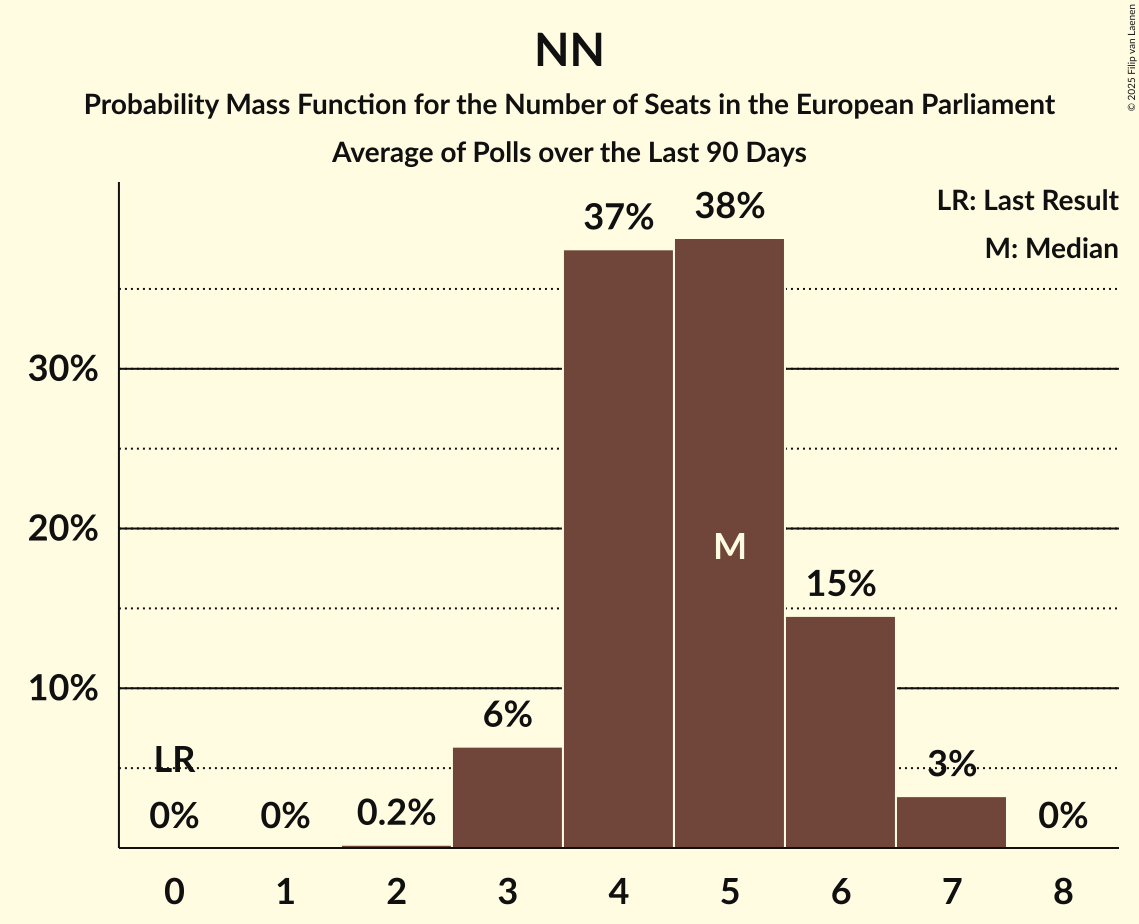 NN
Probability Mass Function for the Number of Seats in the European Parliament
Average of Polls over the Last 90 Days
© 2025 Filip van Laenen
LR: Last Result
M: Median
37%
38%
30%
20%
M
15%
10%
6%
LR
3%
0%
0%
0.2%
0%
0
1
2
3
4
5
6
7
8